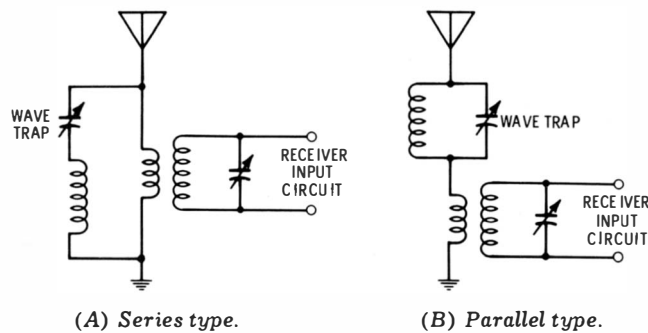 WAVE
TRAP
RECEIVER
INPUT
CIRCUIT
(A) Series type.
WAVE TRAP
RECEIVER
INPUT
CIRCUIT
(B) Parallel type.